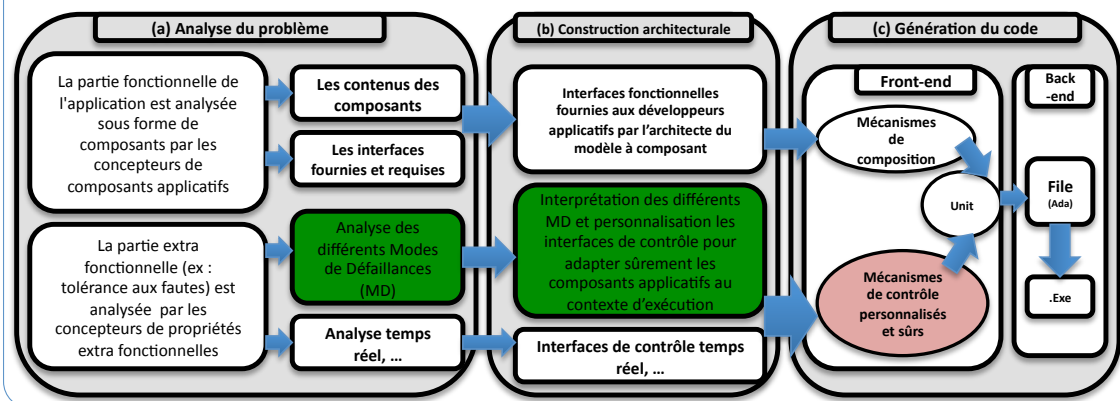 (a) Analyse du problème
La partie fonctionnelle de
l'application est analysée
sous forme de
composants par les
concepteurs de
composants applicatifs
Les contenus des
composants
Les interfaces
fournies et requises
La partie extra
fonctionnelle (ex :
tolérance aux fautes) est
analysée par les
concepteurs de propriétés
extra fonctionnelles
Analyse des
différents Modes
de Défaillances
(MD)
Analyse temps
réel, ...
(b) Construction architecturale
Interfaces fonctionnelles
fournies aux développeurs
applicatifs par l'architecte du
modèle à composant
Interprétation des différents
MD et personnalisation les
interfaces de contrôle pour
adapter sûrement les
composants applicatifs au
contexte d'exécution
Interfaces de contrôle temps
réel, ...
(c) Génération du code
Front-end
Mécanismes
de
composition
Unit
Mécanismes
de contrôle
personnalisés
et sûrs
Back
-end
File
(Ada)
.Exe